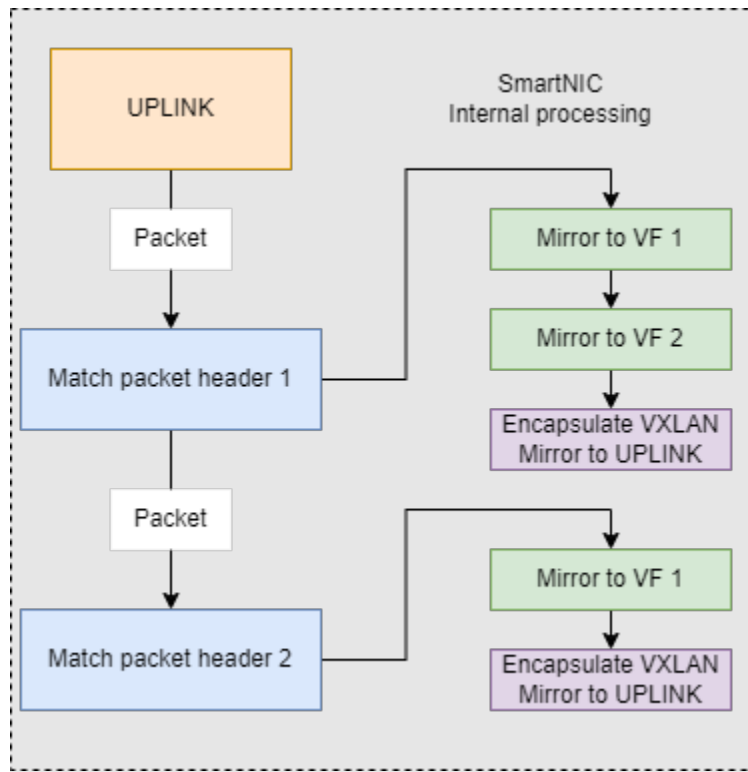 UPLINK
SmartNIC
Internal processing
Packet
Mirror to VF 1
Match packet header 1
Mirror to VF 2
Encapsulate VXLAN
Mirror to UPLINK
Packet
Mirror to VF 1
Match packet header 2
Encapsulate VXLAN
Mirror to UPLINK